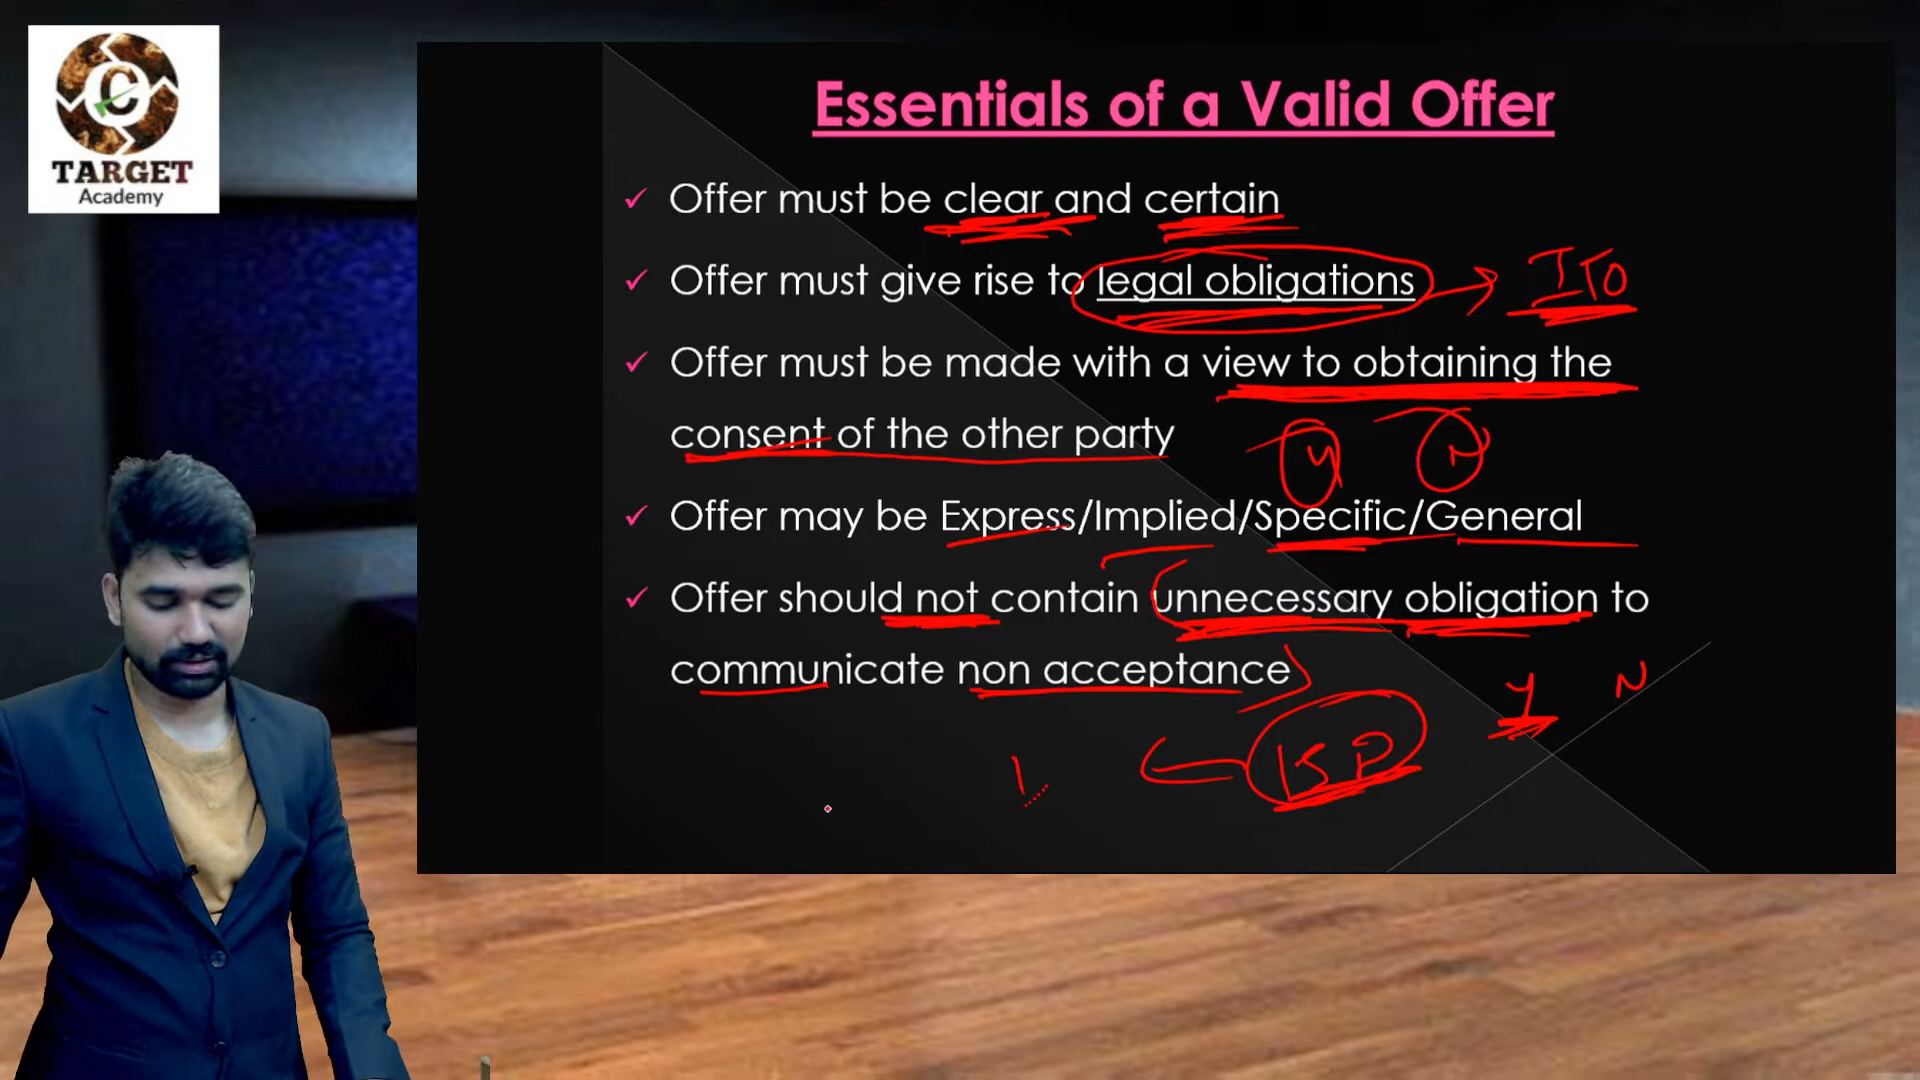 TARGET
Academy
Essentials of a Valid Offer
✓ Offer must be clear and certain
✓ Offer must give rise to legal obligations → ITO
✓ Offer must be made with a view to obtaining the
consent of the other party Y N
✓ Offer may be Express/Implied/Specific/General
✓ Offer should not contain unnecessary obligation to
communicate non acceptance Y N